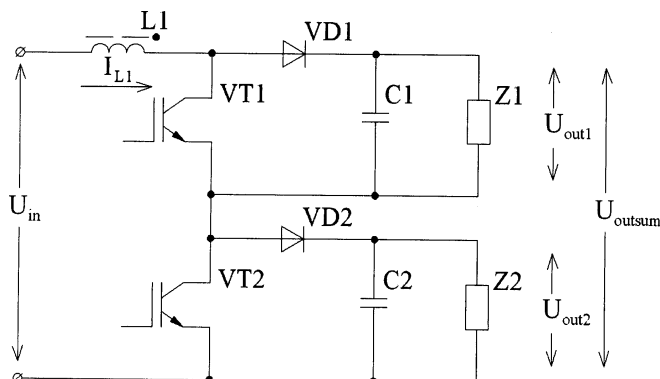 L1
VD1
I_L1
VT1
C1
Z1
U_out1
U_in
U_outsum
VD2
VT2
C2
Z2
U_out2